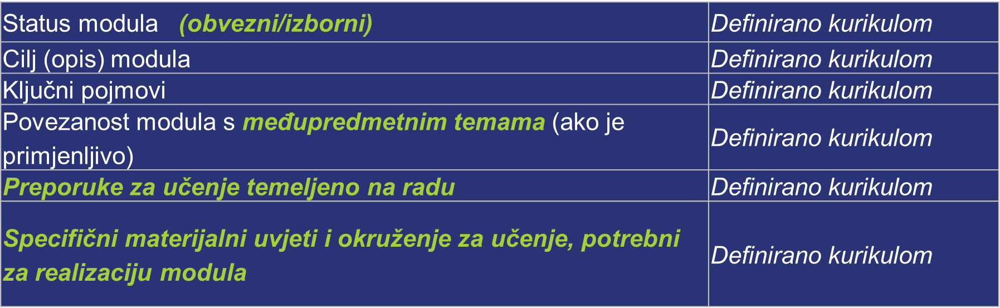 Status modula (obvezni/izborni)
Definirano kurikulom
Cilj (opis) modula
Definirano kurikulom
Ključni pojmovi
Definirano kurikulom
Povezanost modula s međupredmetnim temama (ako je
primjenljivo)
Definirano kurikulom
Preporuke za učenje temeljeno na radu
Definirano kurikulom
Specifični materijalni uvjeti i okruženje za učenje, potrebni
za realizaciju modula
Definirano kurikulom